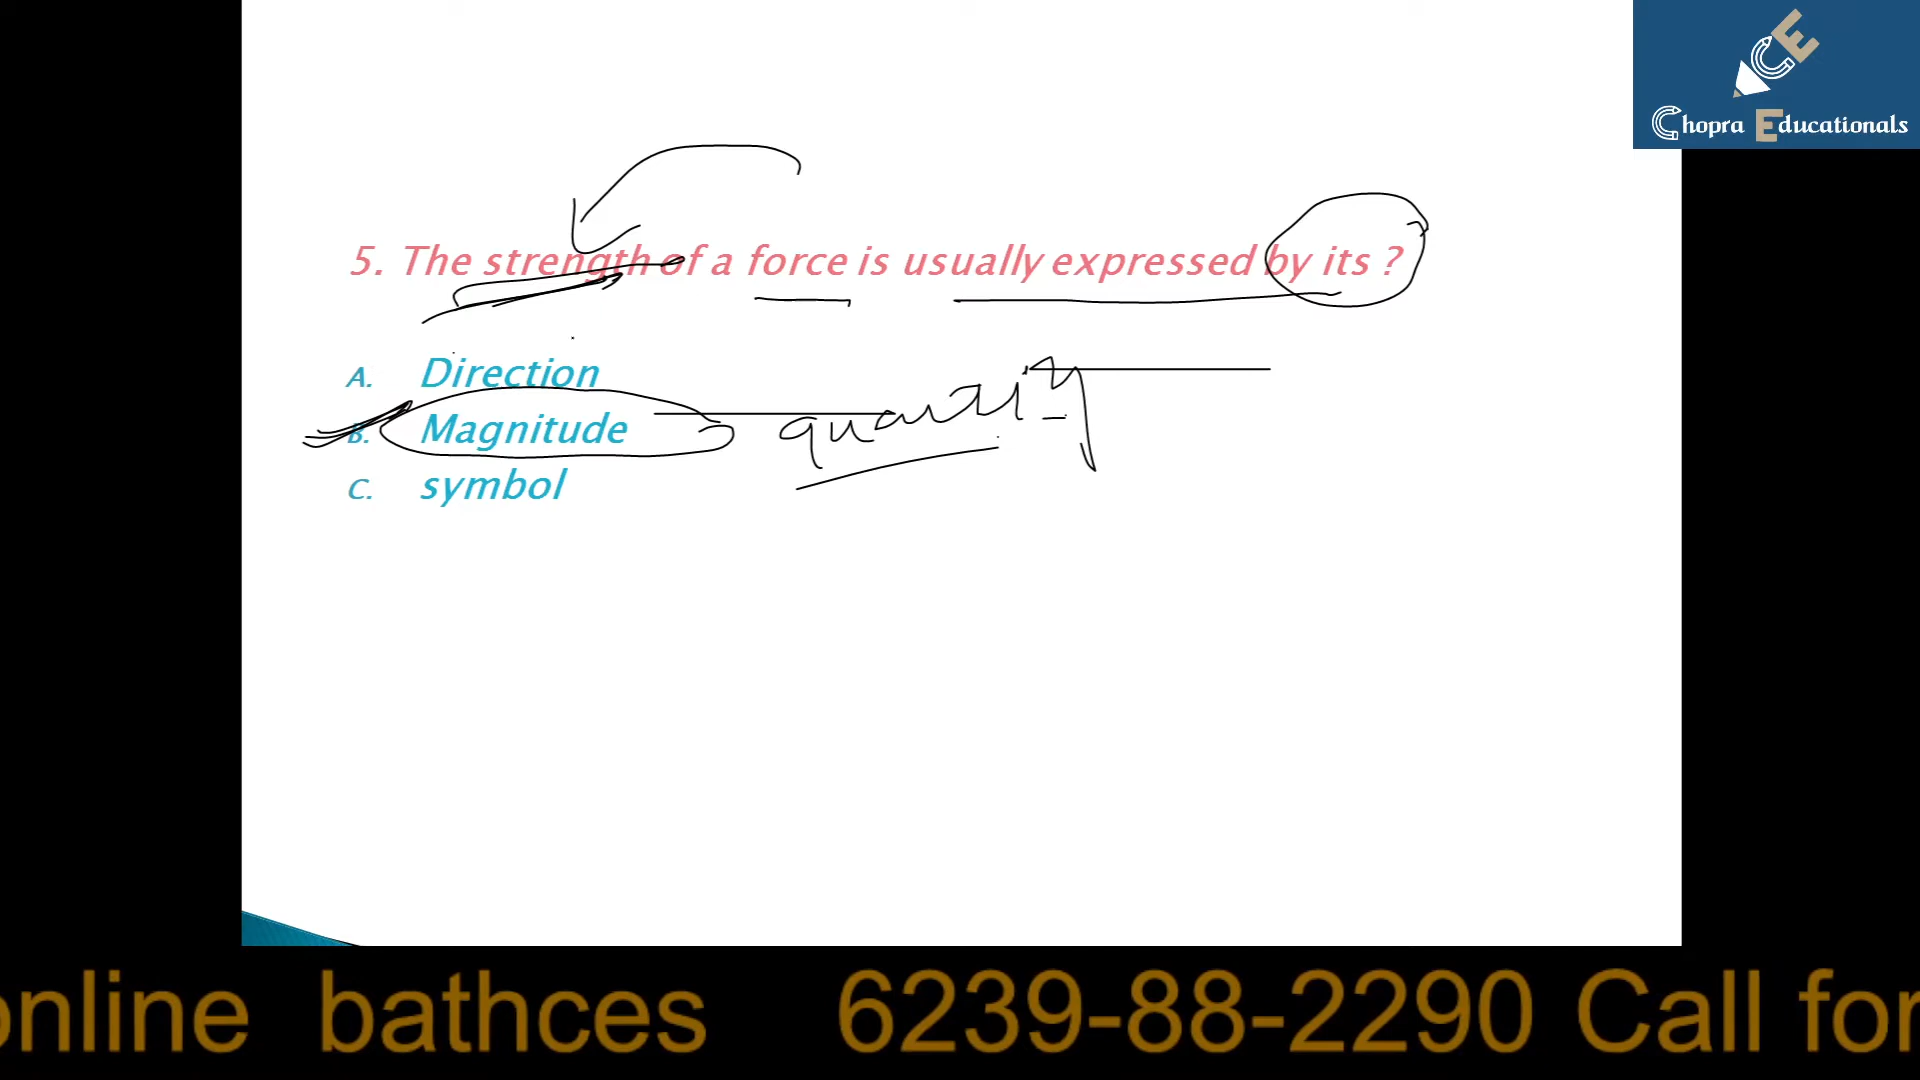 Chopra Educationals
5. The strength of a force is usually expressed by its ?
A. Direction
B. Magnitude
quantity
C. symbol
online bathces 6239-88-2290 Call for